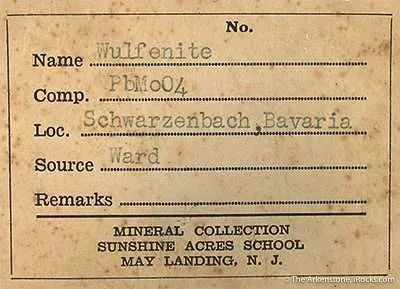 No.
Name Wulfenite
Comp. PbMoO4
Loc. Schwarzenbach,Bavaria
Source Ward
Remarks
MINERAL COLLECTION
SUNSHINE ACRES SCHOOL
MAY LANDING, N. J.
© The Arkenstone, iRocks.com